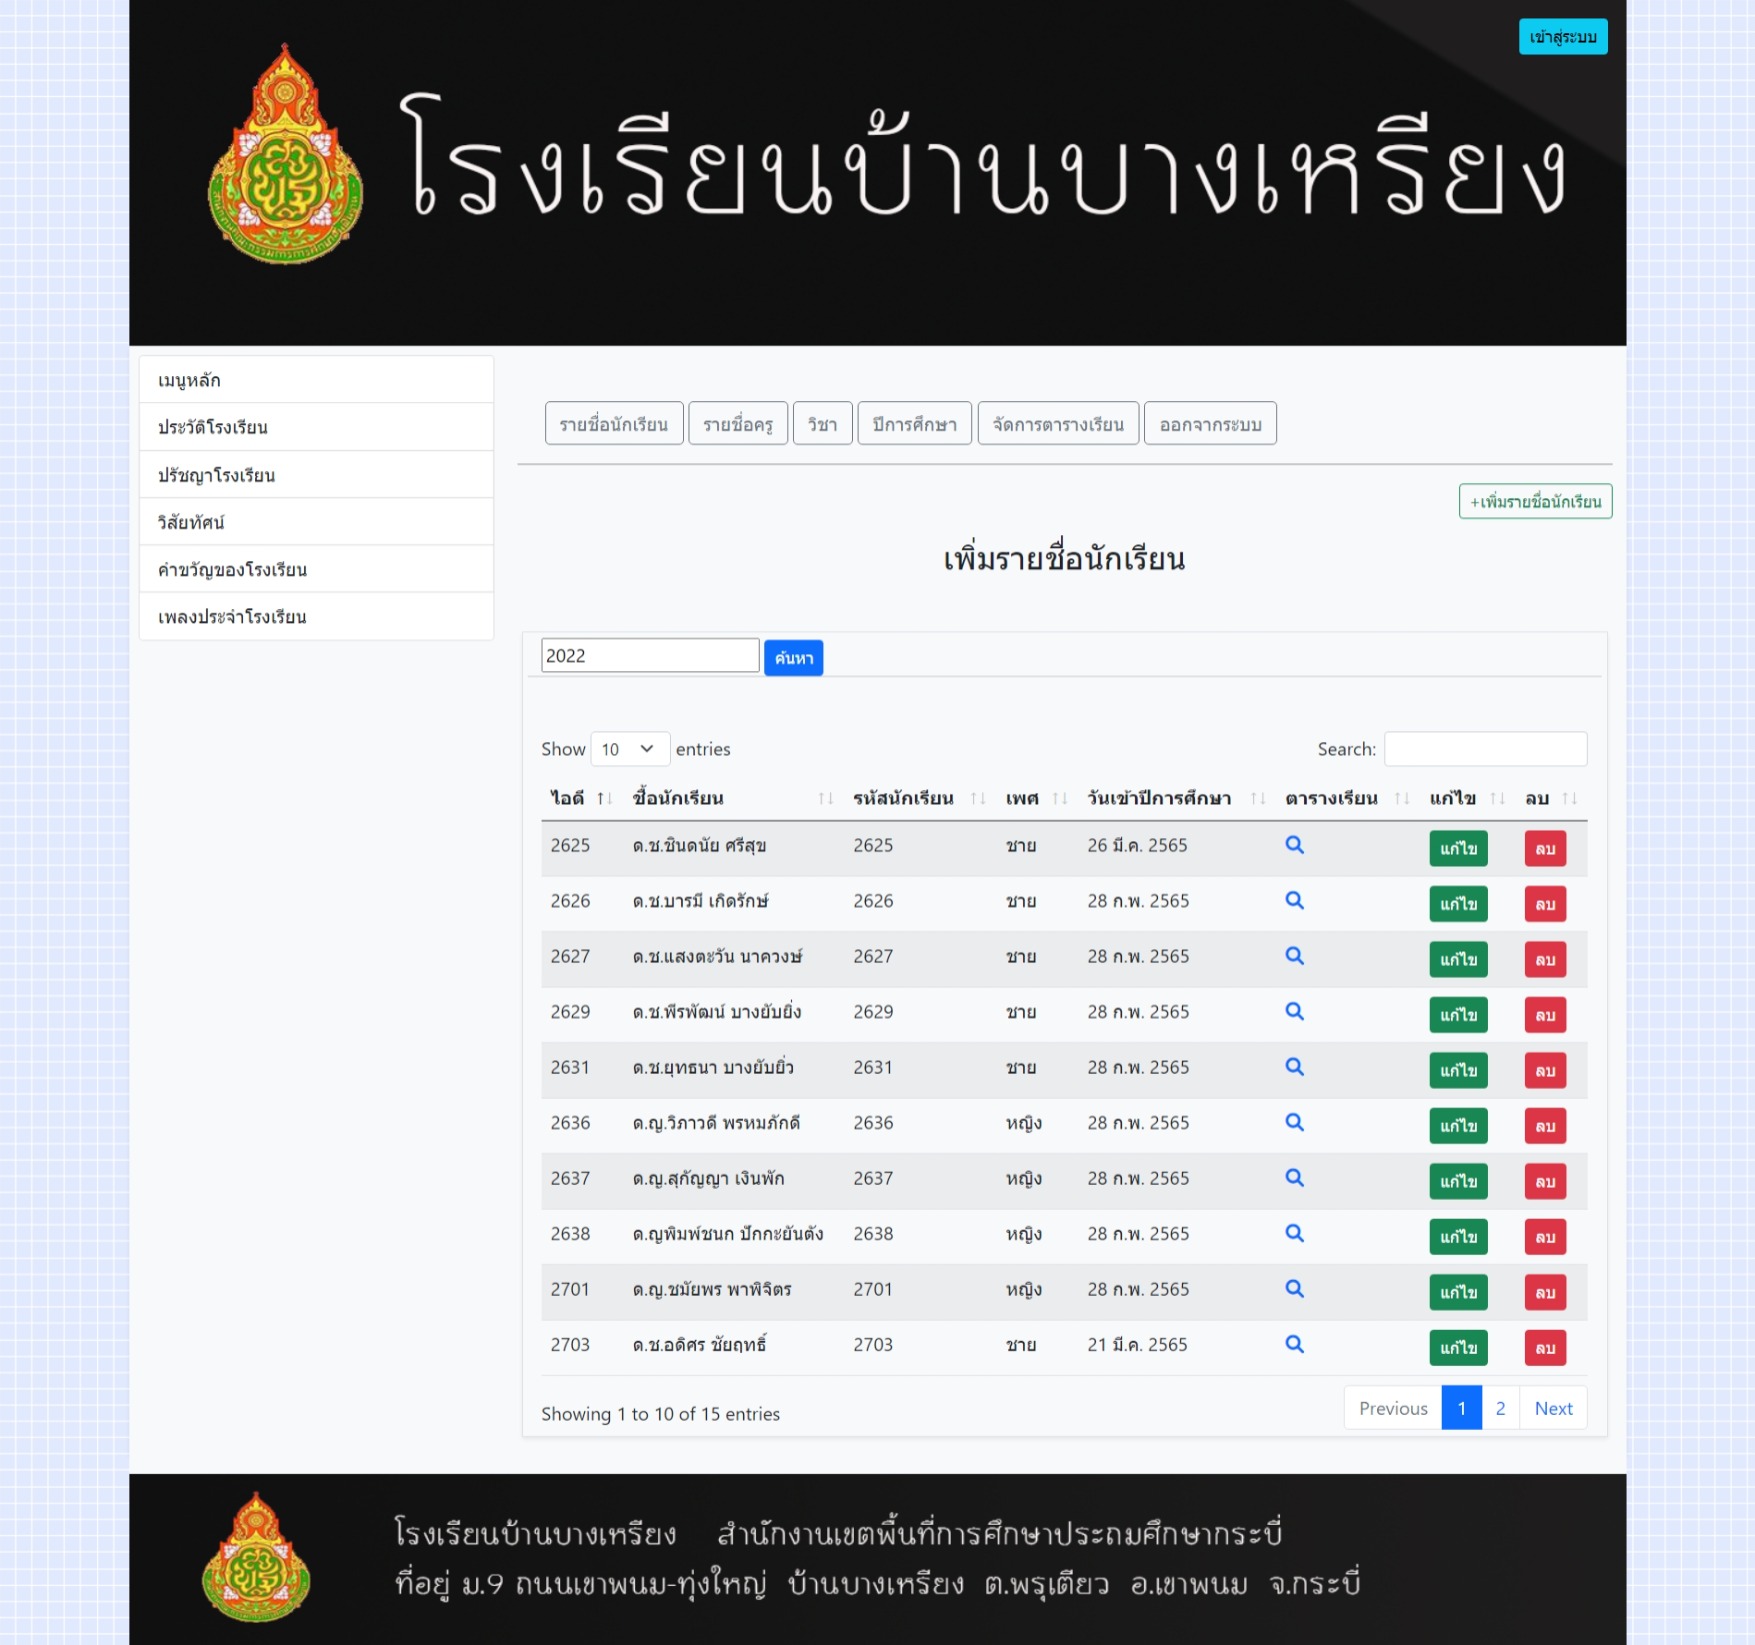 เข้าสู่ระบบ
โรงเรียนบ้านบางเหรียง
เมนูหลัก
ประวัติโรงเรียน
ปรัชญาโรงเรียน
วิสัยทัศน์
คำขวัญของโรงเรียน
เพลงประจำโรงเรียน
รายชื่อนักเรียน รายชื่อครู วิชา ปีการศึกษา จัดการตารางเรียน ออกจากระบบ
+เพิ่มรายชื่อนักเรียน
เพิ่มรายชื่อนักเรียน
2022 ค้นหา
Show 10 entries Search:
ไอดี ชื่อนักเรียน รหัสนักเรียน เพศ วันเข้าปีการศึกษา ตารางเรียน แก้ไข ลบ
2625 ด.ช.ชินดนัย ศรีสุข 2625 ชาย 26 มี.ค. 2565 แก้ไข ลบ
2626 ด.ช.บารมี เกิดรักษ์ 2626 ชาย 28 ก.พ. 2565 แก้ไข ลบ
2627 ด.ช.แสงตะวัน นาควงษ์ 2627 ชาย 28 ก.พ. 2565 แก้ไข ลบ
2629 ด.ช.พีรพัฒน์ บางยับยิ่ง 2629 ชาย 28 ก.พ. 2565 แก้ไข ลบ
2631 ด.ช.ยุทธนา บางยับยิ่ว 2631 ชาย 28 ก.พ. 2565 แก้ไข ลบ
2636 ด.ญ.วิภาวดี พรหมภักดี 2636 หญิง 28 ก.พ. 2565 แก้ไข ลบ
2637 ด.ญ.สุกัญญา เงินพัก 2637 หญิง 28 ก.พ. 2565 แก้ไข ลบ
2638 ด.ญพิมพ์ชนก ปักกะยันตัง 2638 หญิง 28 ก.พ. 2565 แก้ไข ลบ
2701 ด.ญ.ชมัยพร พาพิจิตร 2701 หญิง 28 ก.พ. 2565 แก้ไข ลบ
2703 ด.ช.อดิศร ชัยฤทธิ์ 2703 ชาย 21 มี.ค. 2565 แก้ไข ลบ
Showing 1 to 10 of 15 entries Previous 1 2 Next
โรงเรียนบ้านบางเหรียง สำนักงานเขตพื้นที่การศึกษาประถมศึกษากระบี่
ที่อยู่ ม.9 ถนนเขาพนม-ทุ่งใหญ่ บ้านบางเหรียง ต.พรุเตียว อ.เขาพนม จ.กระบี่